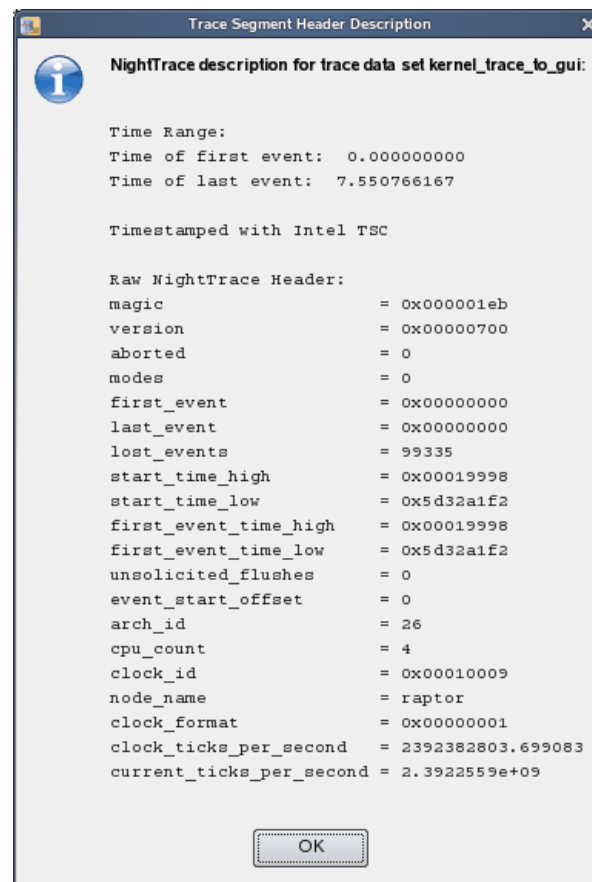 Trace Segment Header Description
NightTrace description for trace data set kernel_trace_to_gui:
Time Range:
Time of first event:  0.000000000
Time of last event:  7.550766167
Timestamped with Intel TSC
Raw NightTrace Header:
magic = 0x000001eb
version = 0x00000700
aborted = 0
modes = 0
first_event = 0x00000000
last_event = 0x00000000
lost_events = 99335
start_time_high = 0x00019998
start_time_low = 0x5d32a1f2
first_event_time_high = 0x00019998
first_event_time_low = 0x5d32a1f2
unsolicited_flushes = 0
event_start_offset = 0
arch_id = 26
cpu_count = 4
clock_id = 0x00010009
node_name = raptor
clock_format = 0x00000001
clock_ticks_per_second = 2392382803.699083
current_ticks_per_second = 2.3922559e+09
OK